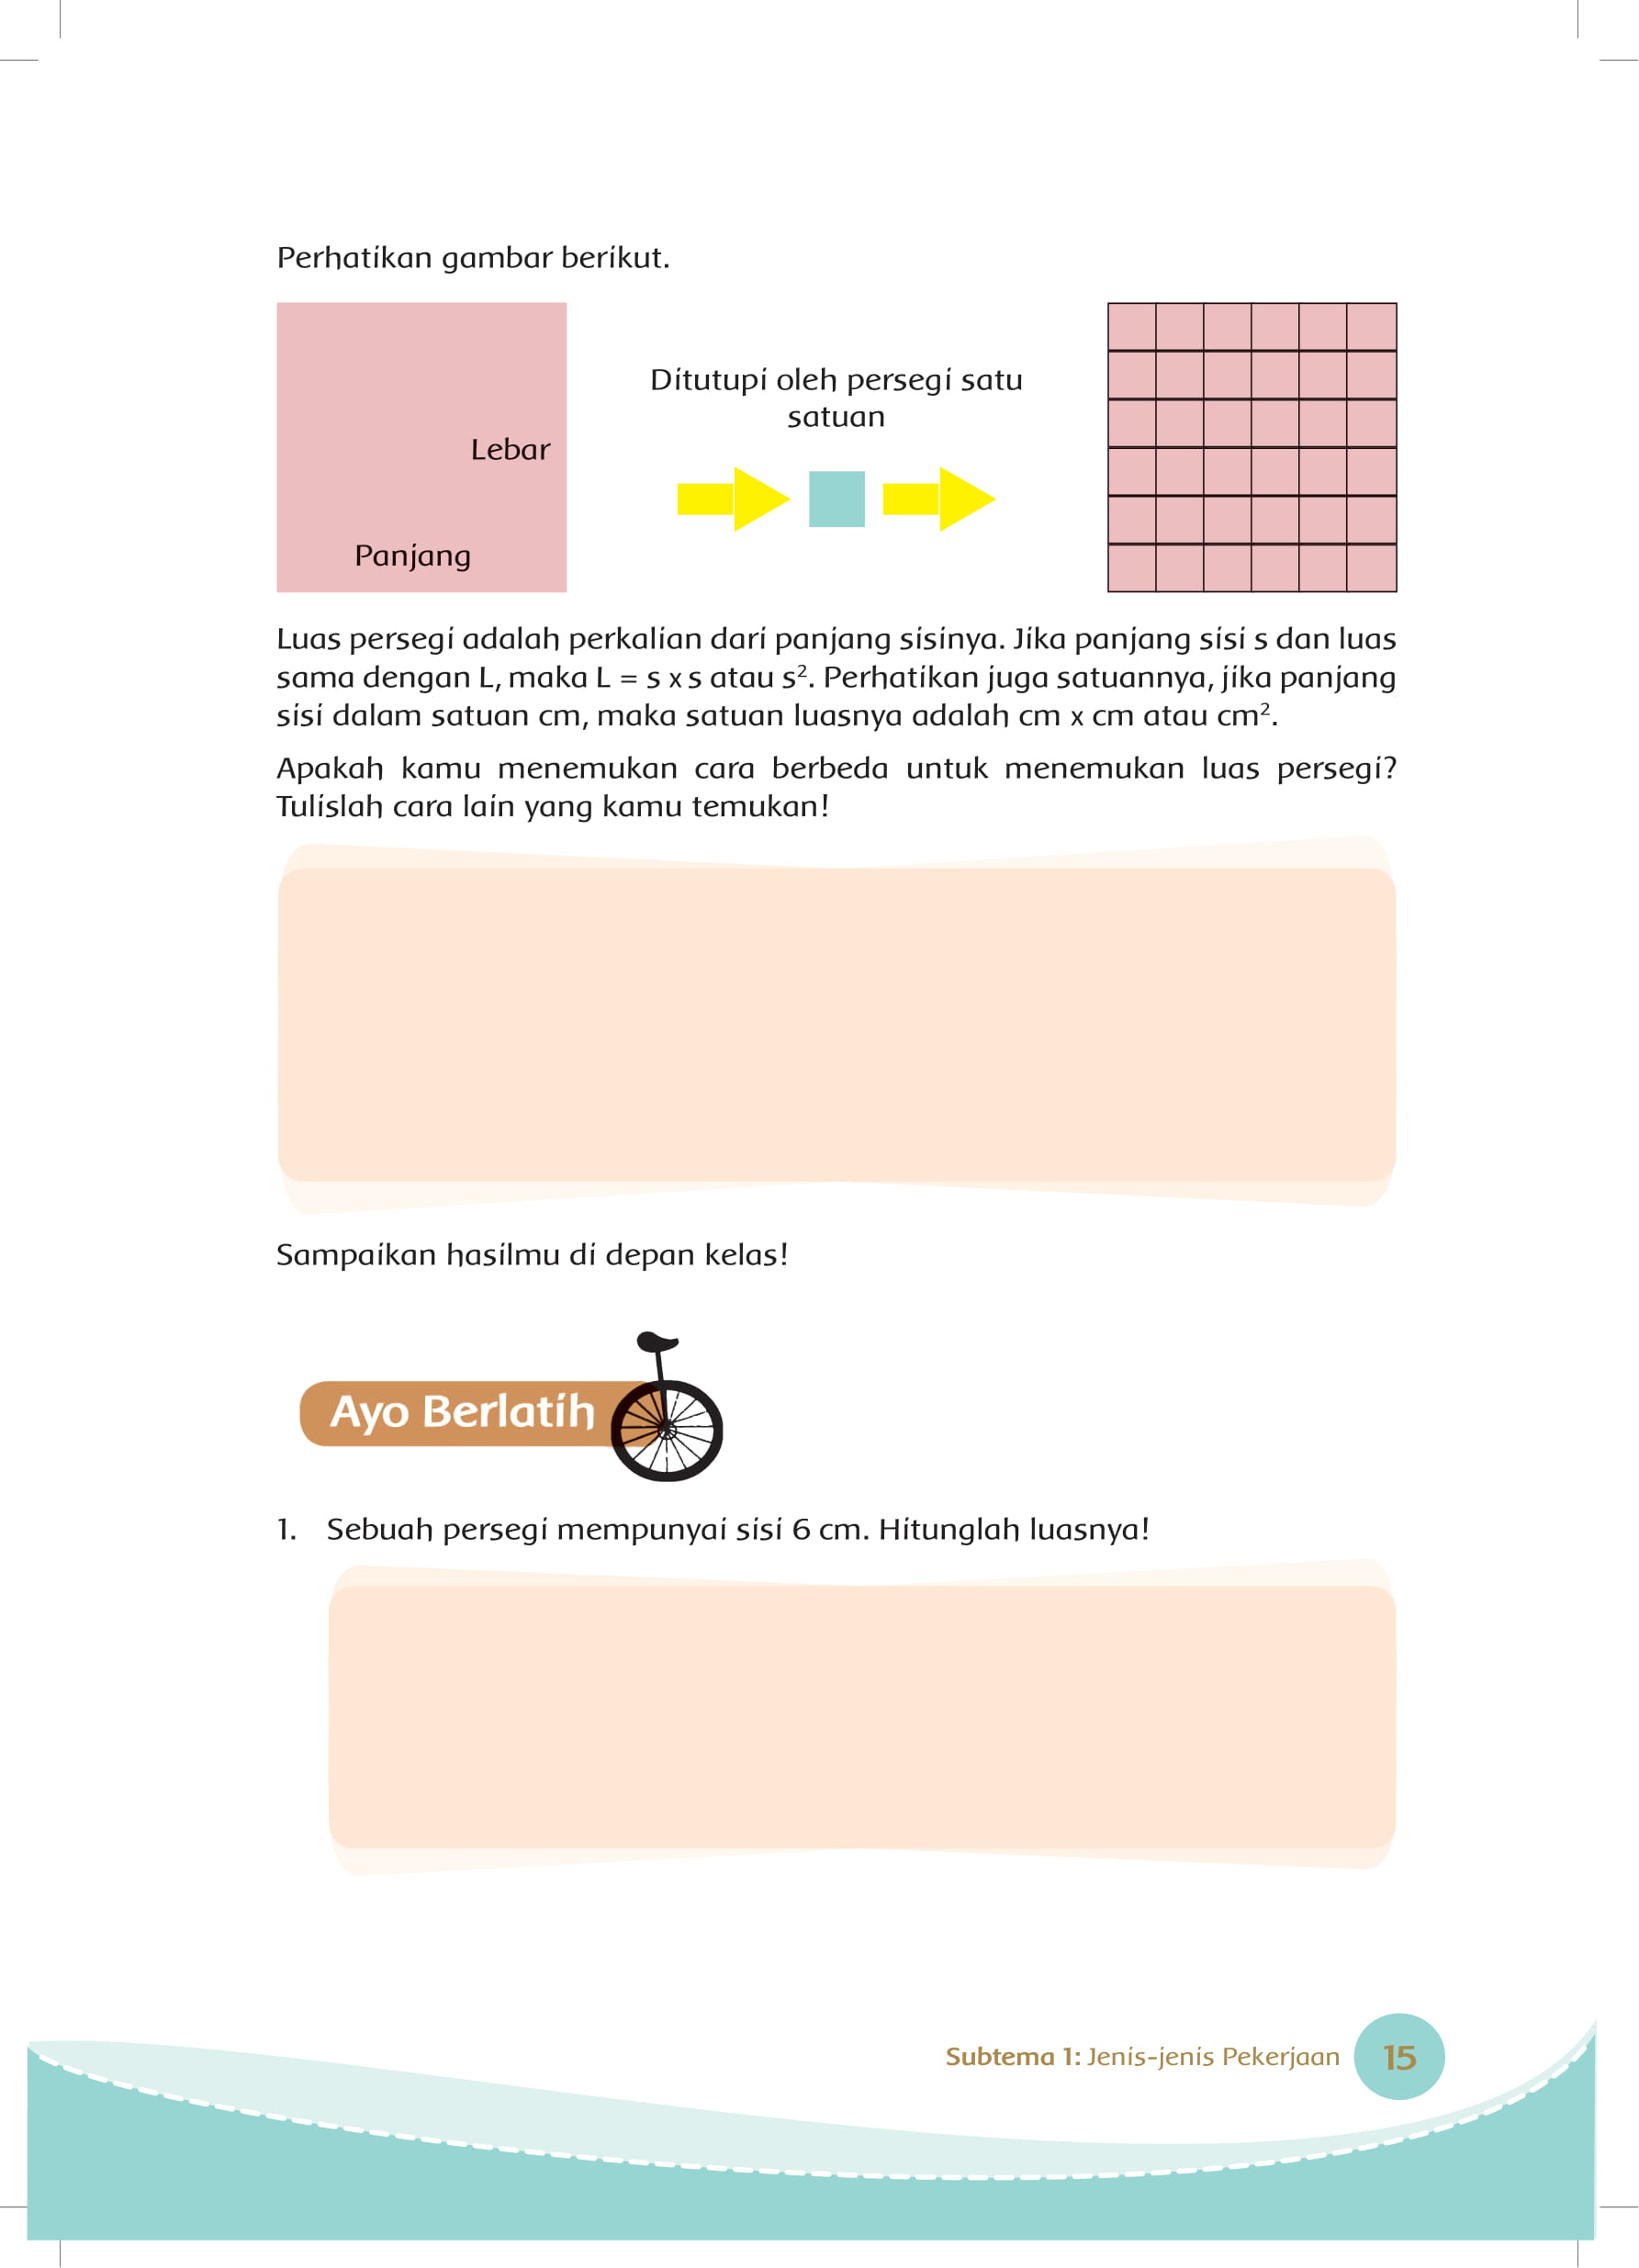 Perhatikan gambar berikut.
Lebar
Panjang
Ditutupi oleh persegi satu
satuan
Luas persegi adalah perkalian dari panjang sisinya. Jika panjang sisi s dan luas
sama dengan L, maka L = s x s atau s². Perhatikan juga satuannya, jika panjang
sisi dalam satuan cm, maka satuan luasnya adalah cm x cm atau cm².
Apakah kamu menemukan cara berbeda untuk menemukan luas persegi?
Tulislah cara lain yang kamu temukan!
Sampaikan hasilmu di depan kelas!
Ayo Berlatih
1. Sebuah persegi mempunyai sisi 6 cm. Hitunglah luasnya!
Subtema 1: Jenis-jenis Pekerjaan 15